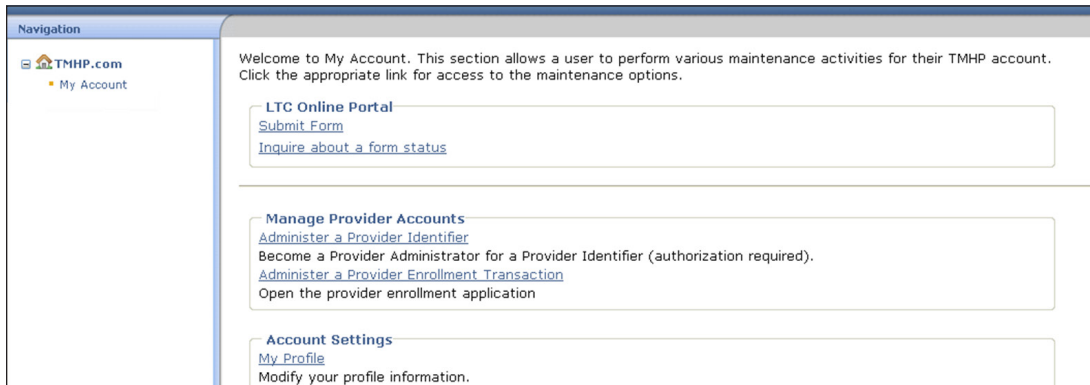 Navigation
TMHP.com
My Account
Welcome to My Account. This section allows a user to perform various maintenance activities for their TMHP account.
Click the appropriate link for access to the maintenance options.
LTC Online Portal
Submit Form
Inquire about a form status
Manage Provider Accounts
Administer a Provider Identifier
Become a Provider Administrator for a Provider Identifier (authorization required).
Administer a Provider Enrollment Transaction
Open the provider enrollment application
Account Settings
My Profile
Modify your profile information.